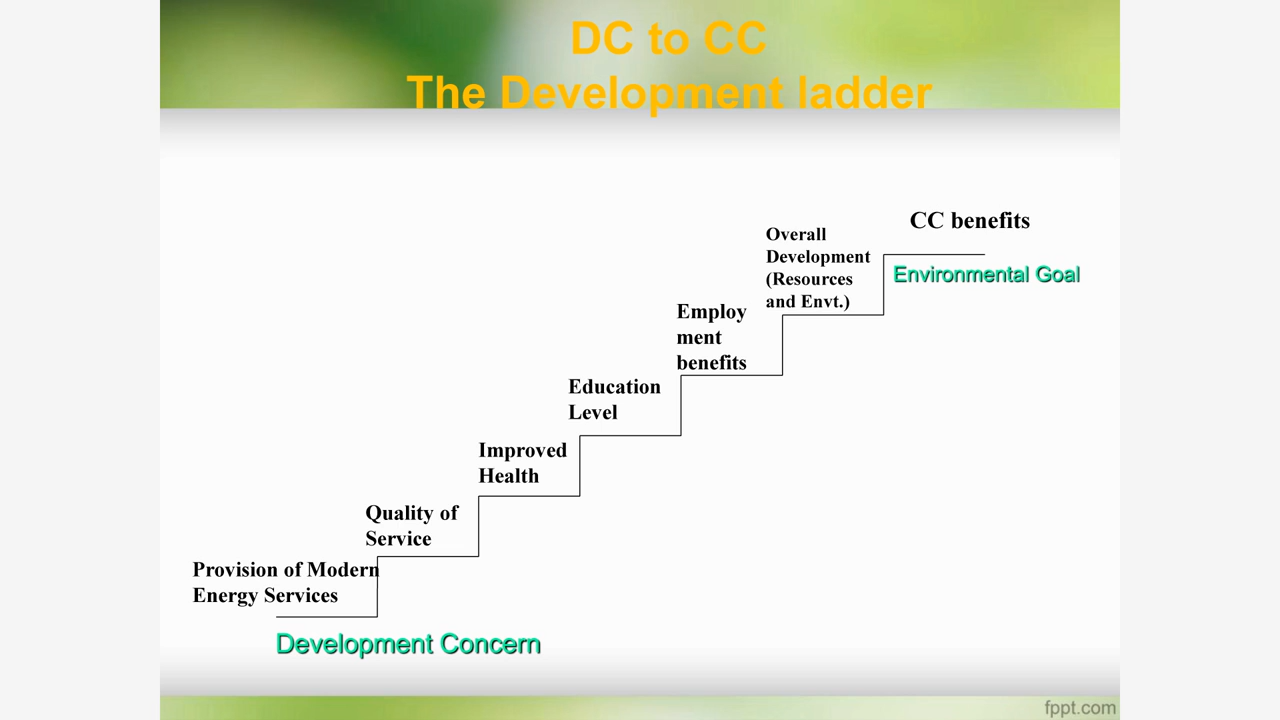 DC to CC
The Development ladder
CC benefits
Environmental Goal
Overall
Development
(Resources
and Envt.)
Employ
ment
benefits
Education
Level
Improved
Health
Quality of
Service
Provision of Modern
Energy Services
Development Concern
fppt.com